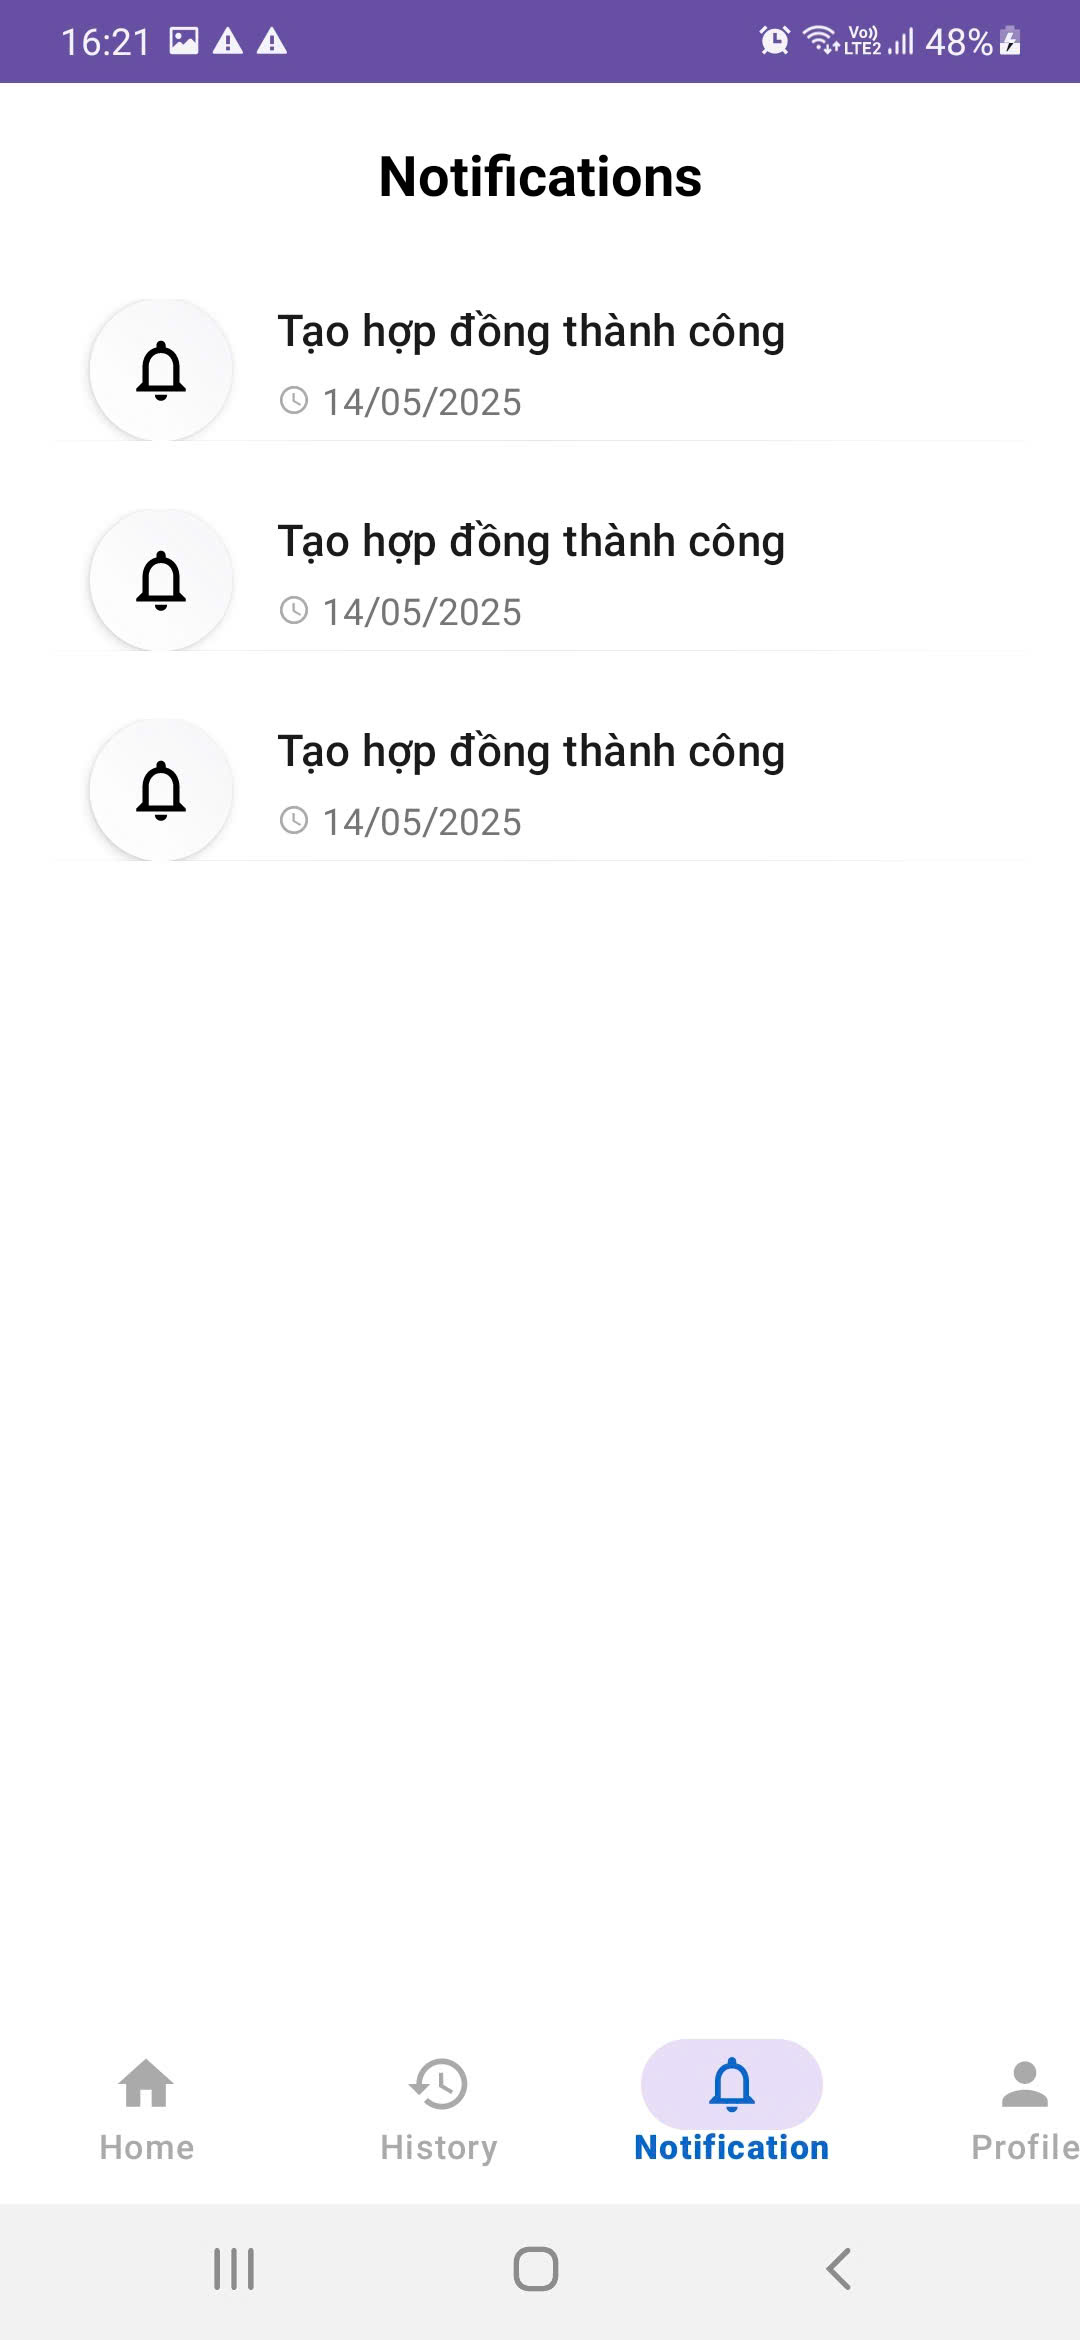 16:21 Vo)) LTE2 48%
Notifications
Tạo hợp đồng thành công
14/05/2025
Tạo hợp đồng thành công
14/05/2025
Tạo hợp đồng thành công
14/05/2025
Home History Notification Profile